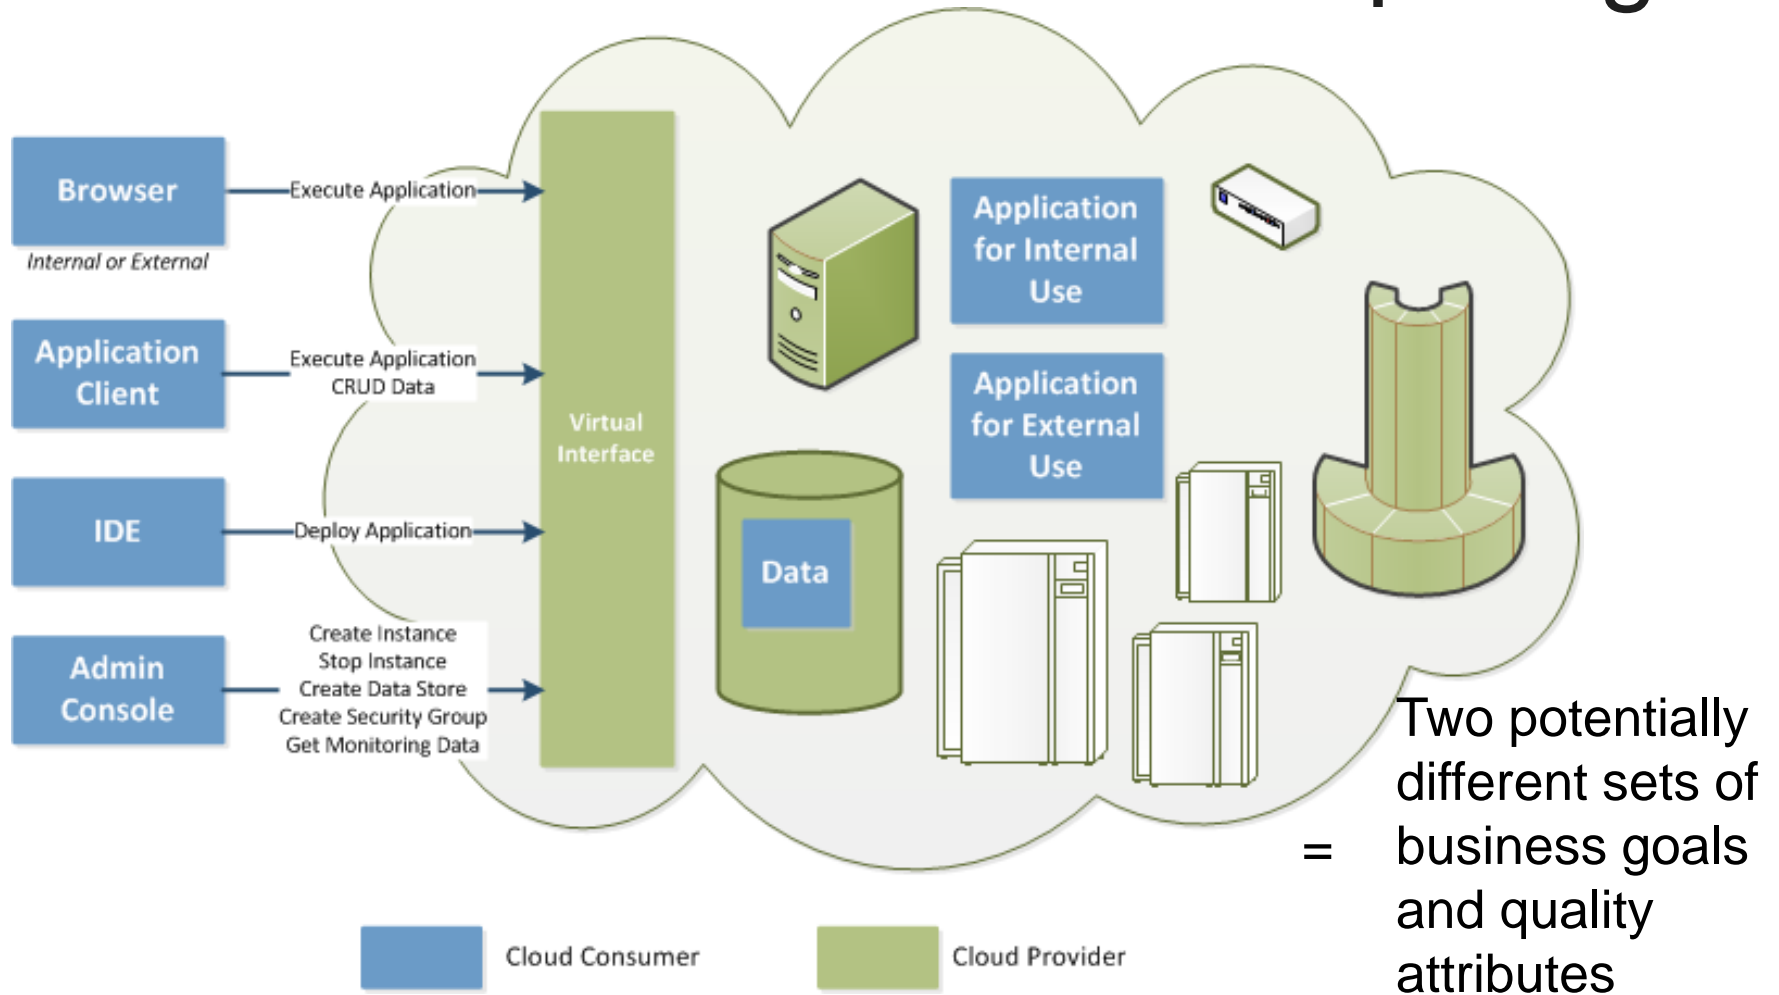 Browser
Internal or External
Execute Application
Application
Client
Execute Application
CRUD Data
IDE
Deploy Application
Admin
Console
Create Instance
Stop Instance
Create Data Store
Create Security Group
Get Monitoring Data
Virtual
Interface
Application
for Internal
Use
Application
for External
Use
Data
=
Two potentially
different sets of
business goals
and quality
attributes
Cloud Consumer
Cloud Provider